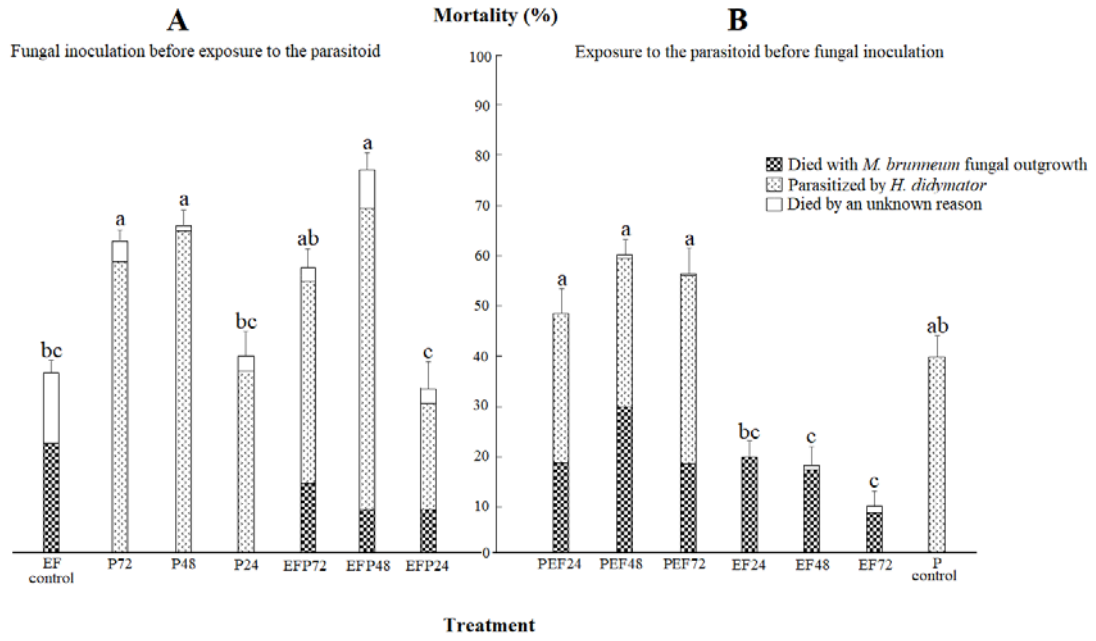 A
Mortality (%)
B
Fungal inoculation before exposure to the parasitoid
Exposure to the parasitoid before fungal inoculation
100
90
80
70
60
50
40
30
20
10
0
Died with M. brunneum fungal outgrowth
Parasitized by H. didymator
Died by an unknown reason
bc
a
a
bc
ab
a
c
a
a
a
bc
c
c
ab
EF control
P72
P48
P24
EFP72
EFP48
EFP24
PEF24
PEF48
PEF72
EF24
EF48
EF72
P control
Treatment